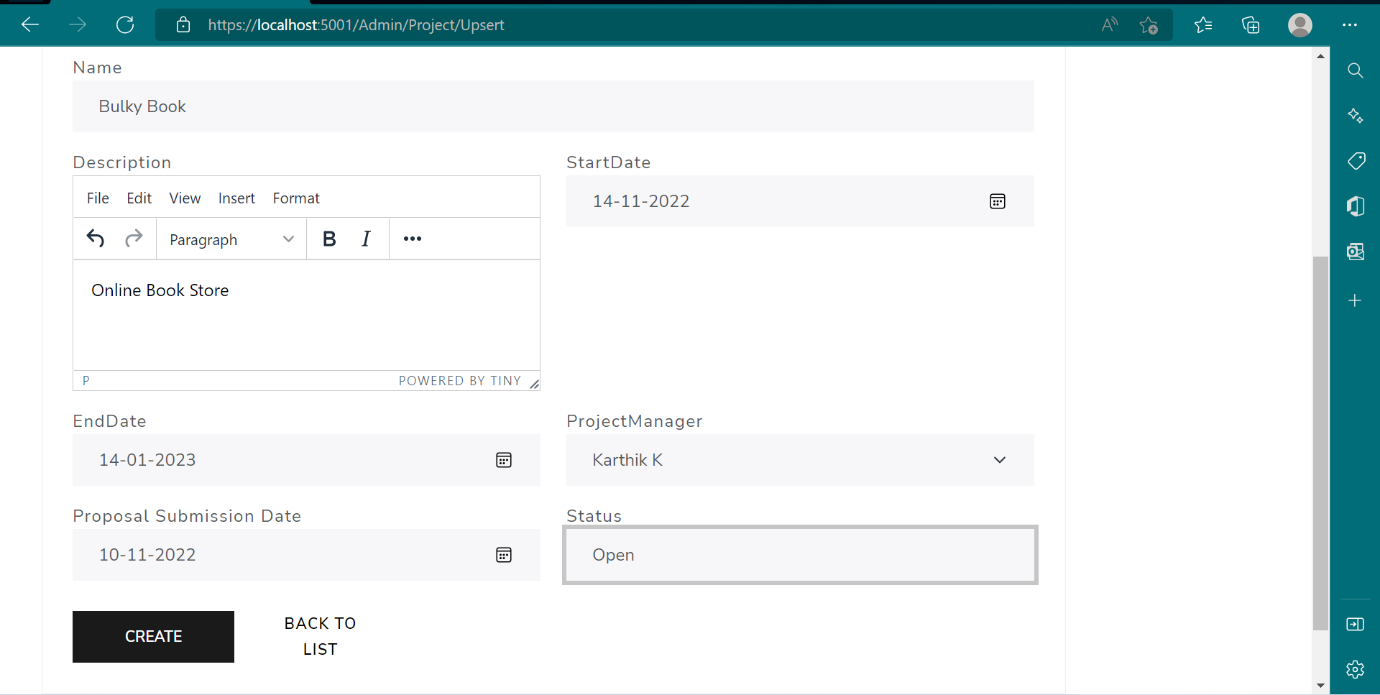 https://localhost:5001/Admin/Project/Upsert
Name
Bulky Book
Description
StartDate
File Edit View Insert Format
14-11-2022
Paragraph B I
Online Book Store
P POWERED BY TINY
EndDate
ProjectManager
14-01-2023
Karthik K
Proposal Submission Date
Status
10-11-2022
Open
CREATE
BACK TO
LIST